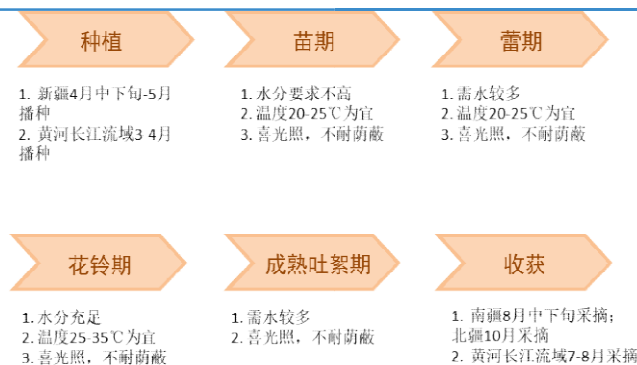 种植
苗期
蕾期
1. 新疆4月中下旬-5月
播种
2. 黄河长江流域3-4月
播种
1.水分要求不高
2.温度20-25℃为宜
3.喜光照，不耐荫蔽
1.需水较多
2.温度20-25℃为宜
3.喜光照，不耐荫蔽
花铃期
成熟吐絮期
收获
1.水分充足
2.温度25-35℃为宜
3.喜光照，不耐荫蔽
1.需水较多
2.喜光照，不耐荫蔽
1. 南疆8月中下旬采摘；
北疆10月采摘
2. 黄河长江流域7-8月采摘